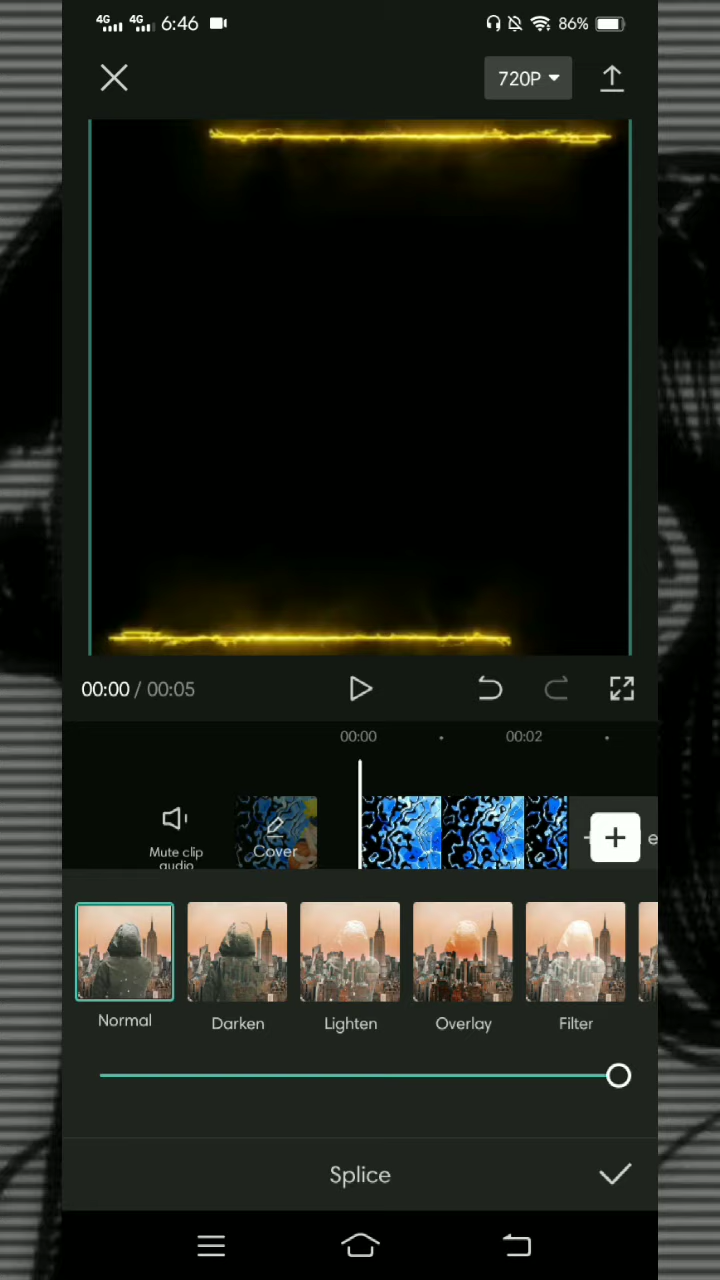 4G 4G 6:46 86%
720P
00:00 / 00:05
00:00 00:02
Mute clip
audio
Cover
+ e
Normal Darken Lighten Overlay Filter
Splice